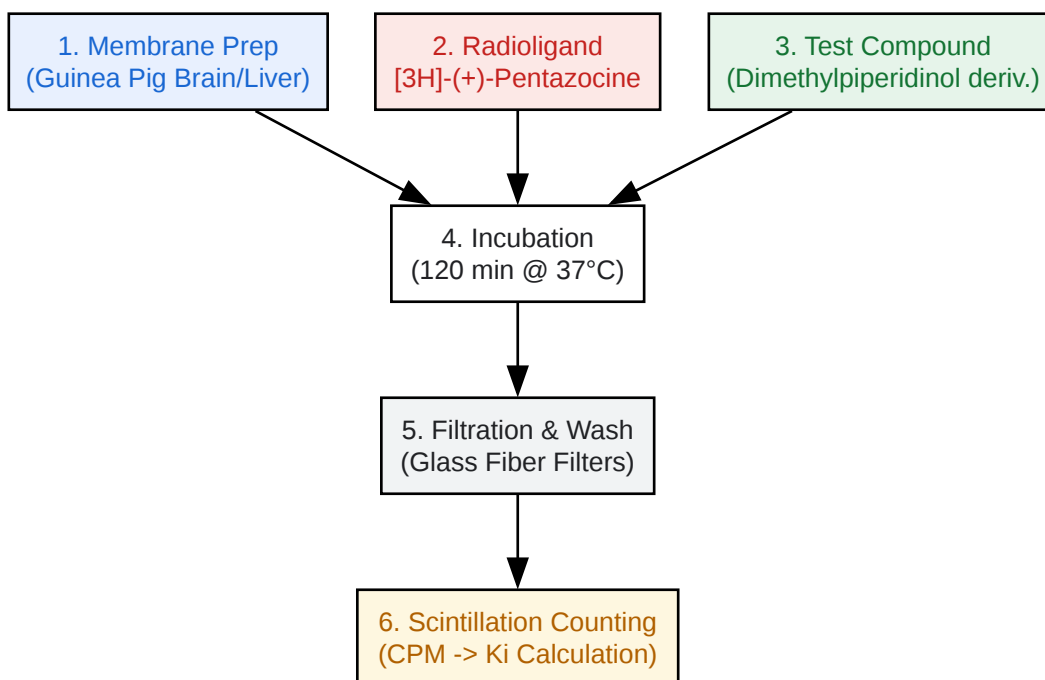 1. Membrane Prep
(Guinea Pig Brain/Liver)
2. Radioligand
[3H]-(+)-Pentazocine
3. Test Compound
(Dimethylpiperidinol deriv.)
4. Incubation
(120 min @ 37°C)
5. Filtration & Wash
(Glass Fiber Filters)
6. Scintillation Counting
(CPM -> Ki Calculation)